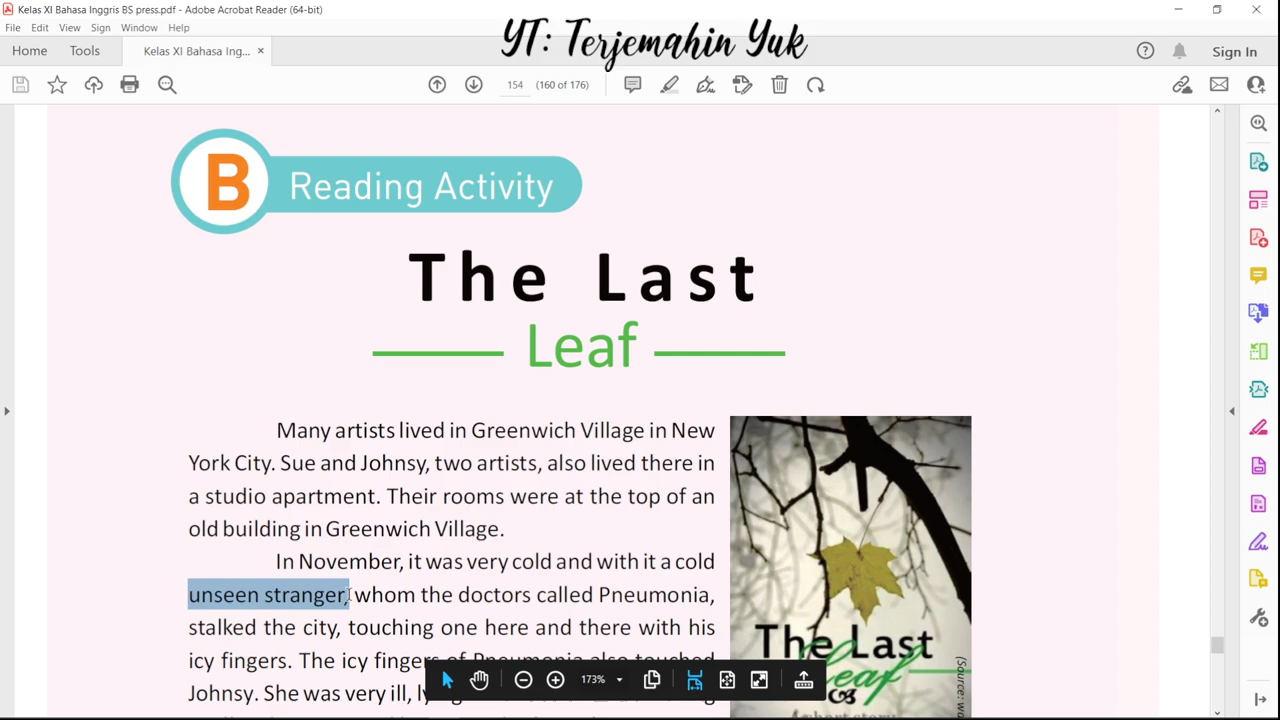 Kelas XI Bahasa Inggris BS press.pdf - Adobe Acrobat Reader (64-bit)
File Edit View Sign Window Help
YT: Terjemahin Yuk
Home Tools Kelas XI Bahasa Ing... × Sign In
154 (160 of 176)
B Reading Activity
The Last
Leaf
Many artists lived in Greenwich Village in New
York City. Sue and Johnsy, two artists, also lived there in
a studio apartment. Their rooms were at the top of an
old building in Greenwich Village.
In November, it was very cold and with it a cold
unseen stranger, whom the doctors called Pneumonia,
stalked the city, touching one here and there with his
icy fingers. The icy fingers of Pneumonia also touched
Johnsy. She was very ill,
173%
The Last
Leaf
(Source: